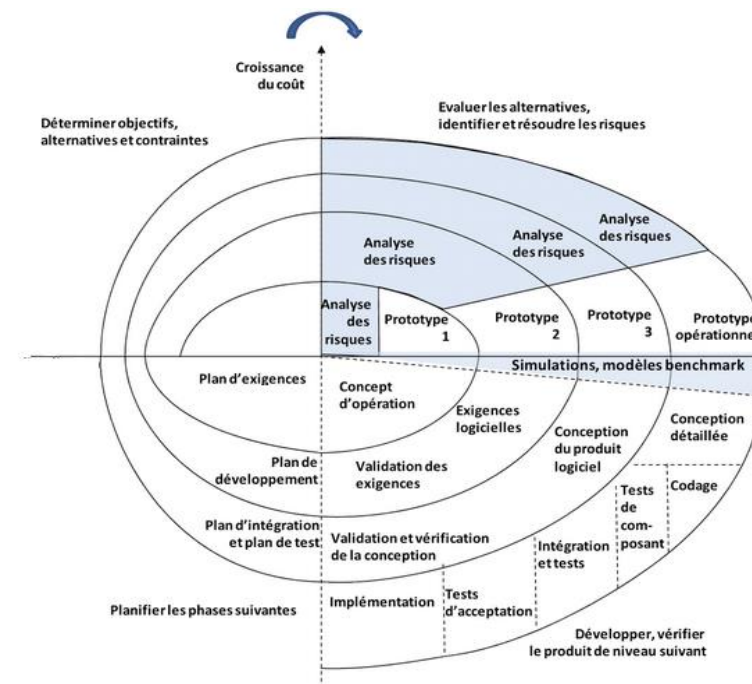 Croissance
du coût
Evaluer les alternatives,
identifier et résoudre les risques
Déterminer objectifs,
alternatives et contraintes
Analyse
des risques
Analyse
des risques
Analyse
des risques
Analyse
des
risques
Prototype
1
Prototype
2
Prototype
3
Prototype
opérationne
Simulations, modèles benchmark
Plan d'exigences
Concept
d'opération
Exigences
logicielles
Conception
du produit
logiciel
Conception
détaillée
Plan de
développement
Validation des
exigences
Tests
de
com-
posant
Codage
Plan d'intégration
et plan de test
Validation et vérification
de la conception
Intégration
et tests
Planifier les phases suivantes
Implémentation
Tests
d'acceptation
Développer, vérifier
le produit de niveau suivant